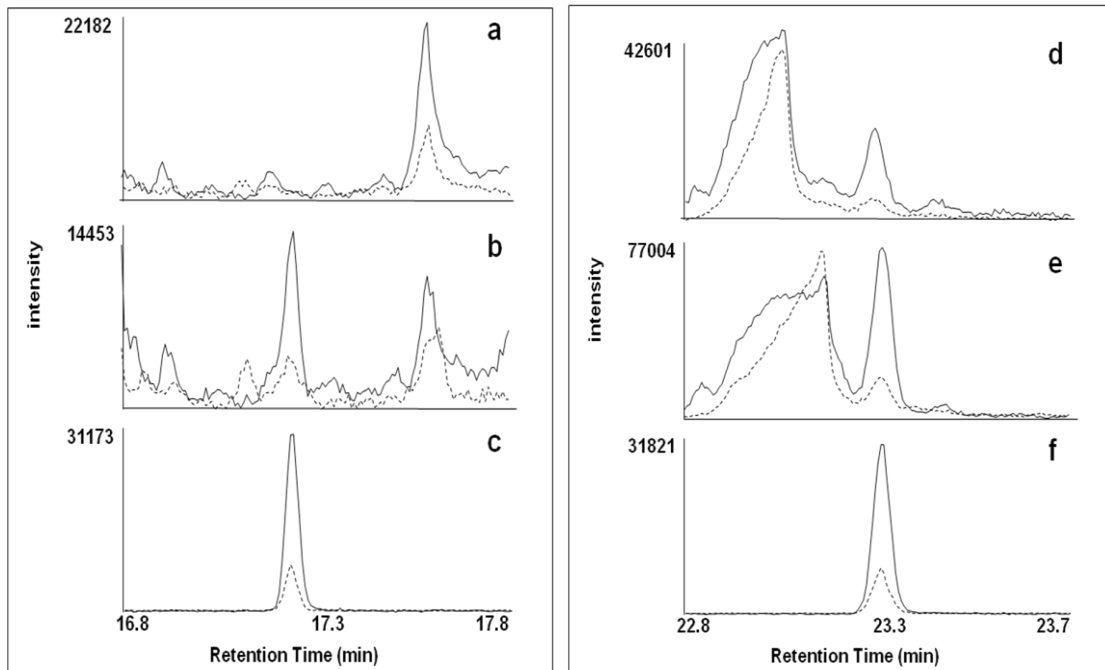 22182
a
14453
b
intensity
31173
c
16.8 17.3 17.8
Retention Time (min)
42601
d
77004
e
intensity
31821
f
22.8 23.3 23.7
Retention Time (min)